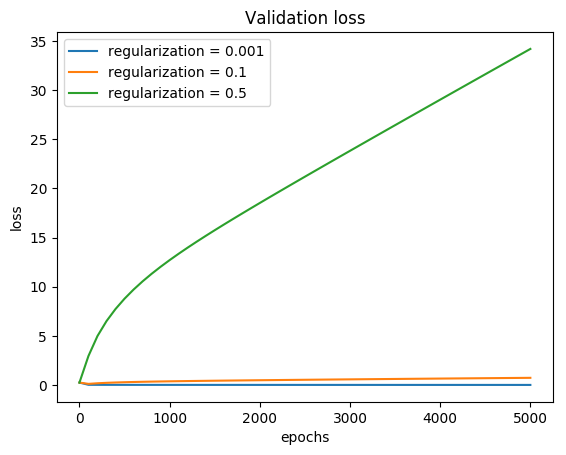 Validation loss
regularization = 0.001
regularization = 0.1
regularization = 0.5
loss
35
30
25
20
15
10
5
0
0 1000 2000 3000 4000 5000
epochs